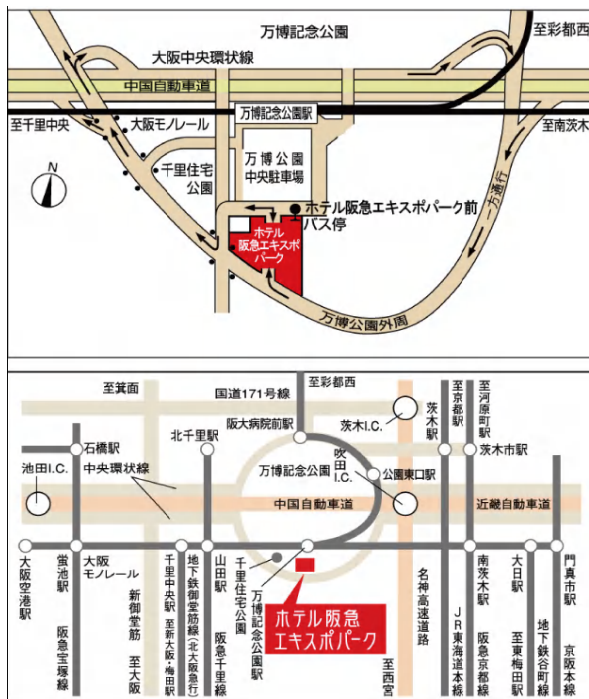 万博記念公園
至彩都西
大阪中央環状線
中国自動車道
万博記念公園駅
至千里中央
大阪モノレール
至南茨木
N
千里住宅
公園
万博公園
中央駐車場
一方通行
ホテル阪急エキスポパーク前
バス停
ホテル
阪急エキスポ
パーク
万博公園外周
至箕面
国道171号線
至彩都西
阪大病院前駅
茨木I.C.
茨木駅
至京都駅
至河原町駅
石橋駅
北千里駅
茨木市駅
池田I.C.
中央環状線
万博記念公園
吹田
I.C.
公園東口駅
中国自動車道
近畿自動車道
大阪空港駅
蛍池駅
阪急宝塚線
大阪
モノレール
新御堂筋
至大阪
千里中央駅
至新大阪・梅田駅
地下鉄御堂筋線(北大阪急行)
山田駅
阪急千里線
千里住宅公園
万博記念公園駅
ホテル阪急
エキスポパーク
至西宮
名神高速道路
JR東海道本線
南茨木駅
阪急京都線
大日駅
至東梅田駅
地下鉄谷町線
門真市駅
京阪本線